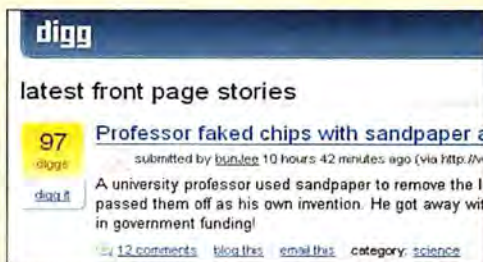 digg
latest front page stories
97
diggs
digg it
Professor faked chips with sandpaper a
submitted by bunJee 10 hours 42 minutes ago (via http://w
A university professor used sandpaper to remove the l
passed them off as his own invention. He got away wit
in government funding!
12 comments blog this email this category: science